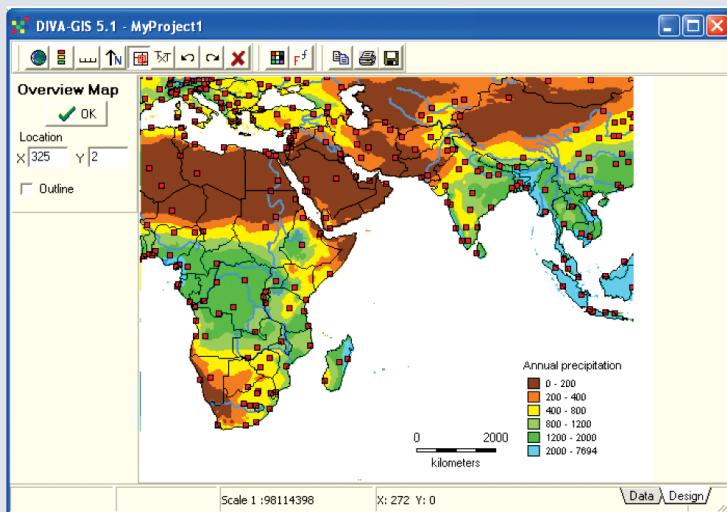 DIVA-GIS 5.1 - MyProject1
N
TXT
F f
Overview Map
OK
Location
X 325 Y 2
Outline
Annual precipitation
0 - 200
200 - 400
400 - 800
800 - 1200
1200 - 2000
2000 - 7694
0 2000
kilometers
Scale 1 :98114398
X: 272 Y: 0
Data
Design